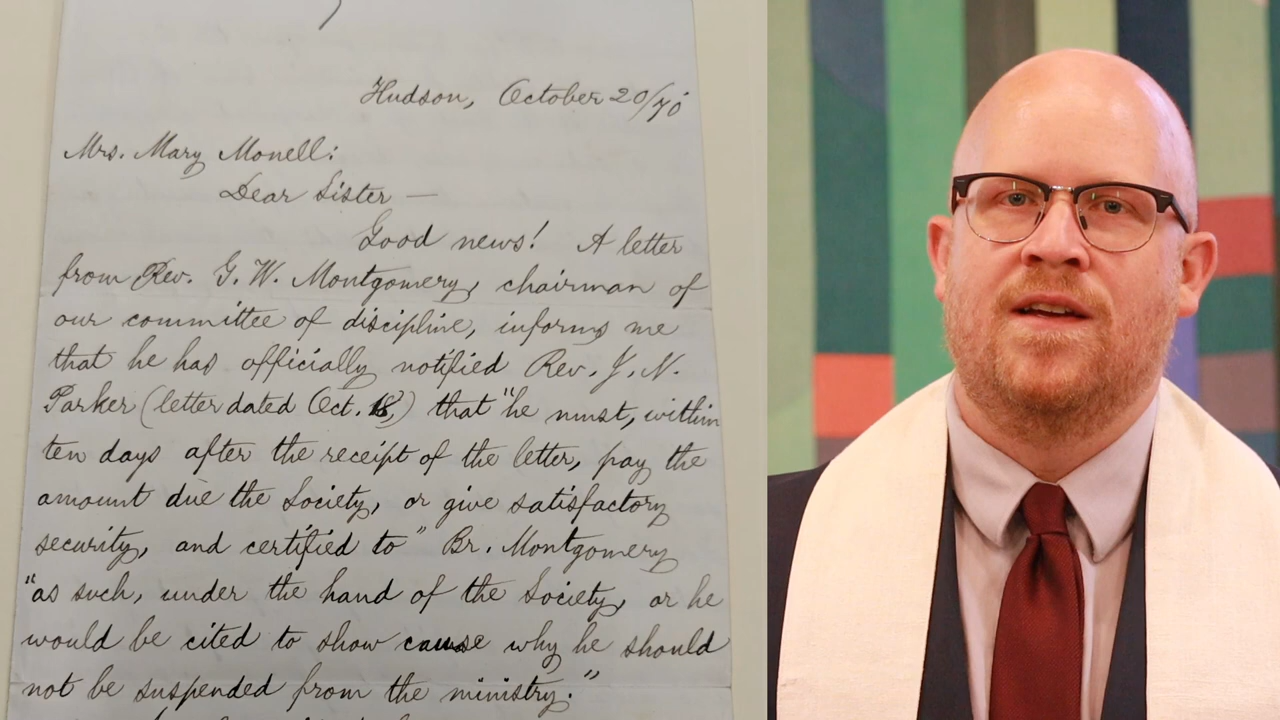 Hudson, October 20/70
Mrs. Mary Monell:
Dear Sister —
Good news! A letter
from Rev. G. W. Montgomery, chairman of
our committee of discipline, informs me
that he has officially notified Rev. J. N.
Parker (letter dated Oct. 18,) that "he must, within
ten days after the receipt of the letter, pay the
amount due the Society, or give satisfactory
security, and certified to" Br. Montgomery
"as such, under the hand of the Society, or he
would be cited to show cause why he should
not be suspended from the ministry."